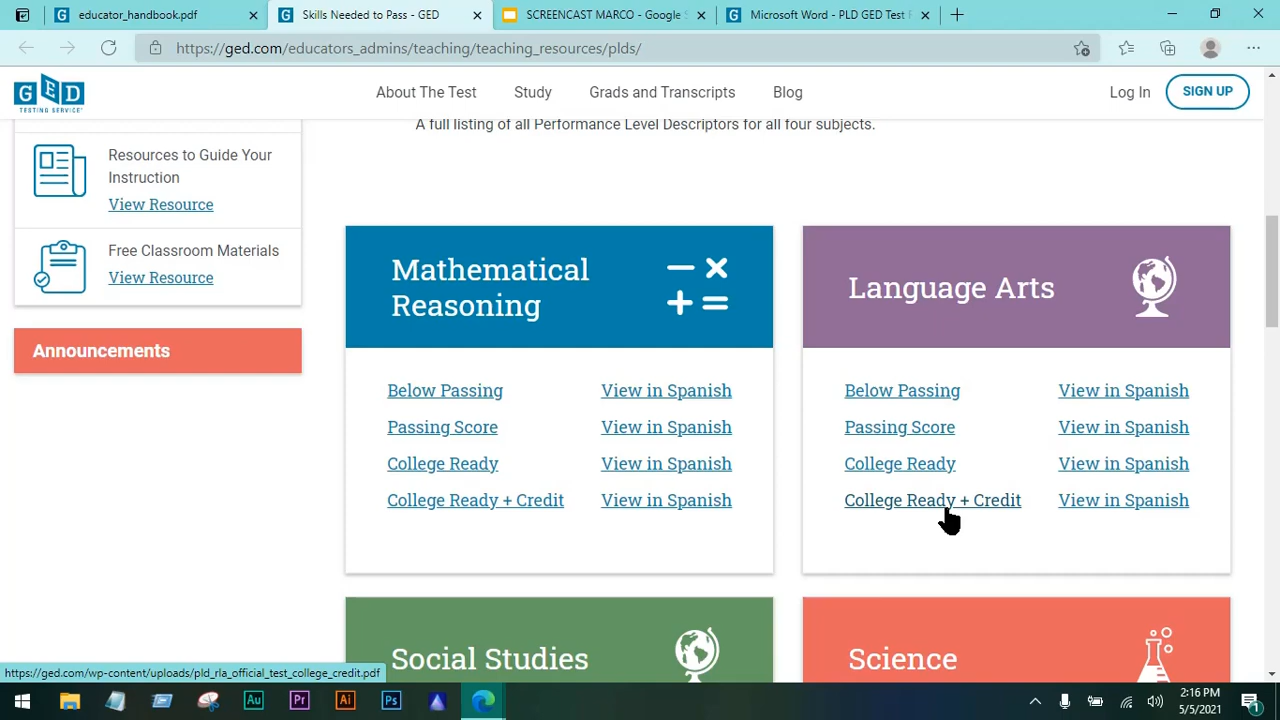 educator_handbook.pdf
Skills Needed to Pass - GED
SCREENCAST MARCO - Google S
Microsoft Word - PLD GED Test F
https://ged.com/educators_admins/teaching/teaching_resources/plds/
GED
TESTING SERVICE
About The Test
Study
Grads and Transcripts
Blog
Log In
SIGN UP
A full listing of all Performance Level Descriptors for all four subjects.
Resources to Guide Your
Instruction
View Resource
Free Classroom Materials
View Resource
Announcements
Mathematical
Reasoning
Below Passing
View in Spanish
Passing Score
View in Spanish
College Ready
View in Spanish
College Ready + Credit
View in Spanish
Language Arts
Below Passing
View in Spanish
Passing Score
View in Spanish
College Ready
View in Spanish
College Ready + Credit
View in Spanish
Social Studies
Science
https://ged.com/wp-content/uploads/pld_rla_official_test_college_credit.pdf
Au
Pr
Ai
Ps
2:16 PM
5/5/2021
1